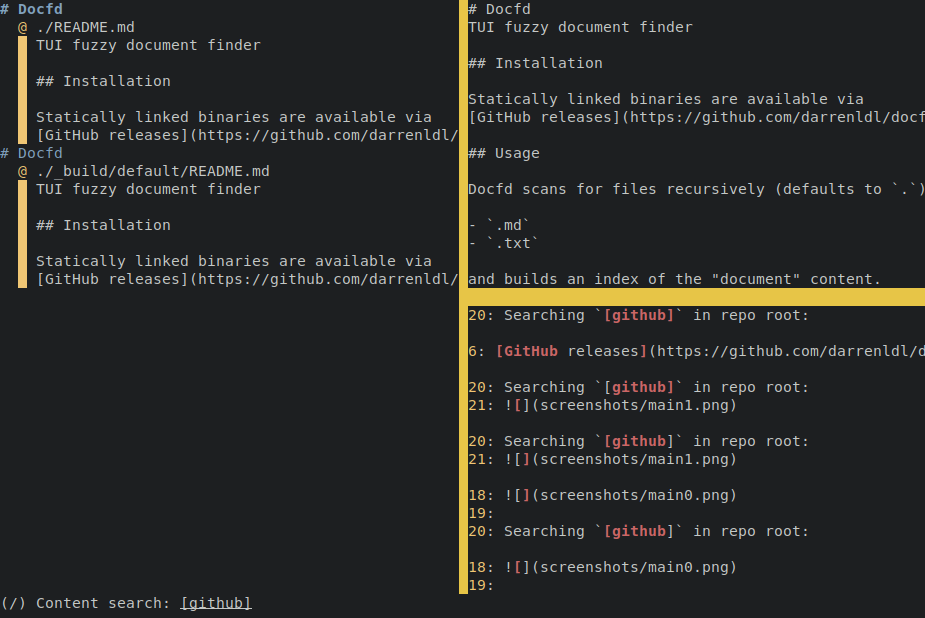 # Docfd
@ ./README.md
TUI fuzzy document finder
## Installation
Statically linked binaries are available via
[GitHub releases](https://github.com/darrenldl/
# Docfd
@ ./_build/default/README.md
TUI fuzzy document finder
## Installation
Statically linked binaries are available via
[GitHub releases](https://github.com/darrenldl/
# Docfd
TUI fuzzy document finder
## Installation
Statically linked binaries are available via
[GitHub releases](https://github.com/darrenldl/docf
## Usage
Docfd scans for files recursively (defaults to `.`)
- `.md`
- `.txt`
and builds an index of the "document" content.
20: Searching `[github]` in repo root:
6: [GitHub releases](https://github.com/darrenldl/d
20: Searching `[github]` in repo root:
21: ![](screenshots/main1.png)
20: Searching `[github]` in repo root:
21: ![](screenshots/main1.png)
18: ![](screenshots/main0.png)
19:
20: Searching `[github]` in repo root:
18: ![](screenshots/main0.png)
19:
(/) Content search: [github]